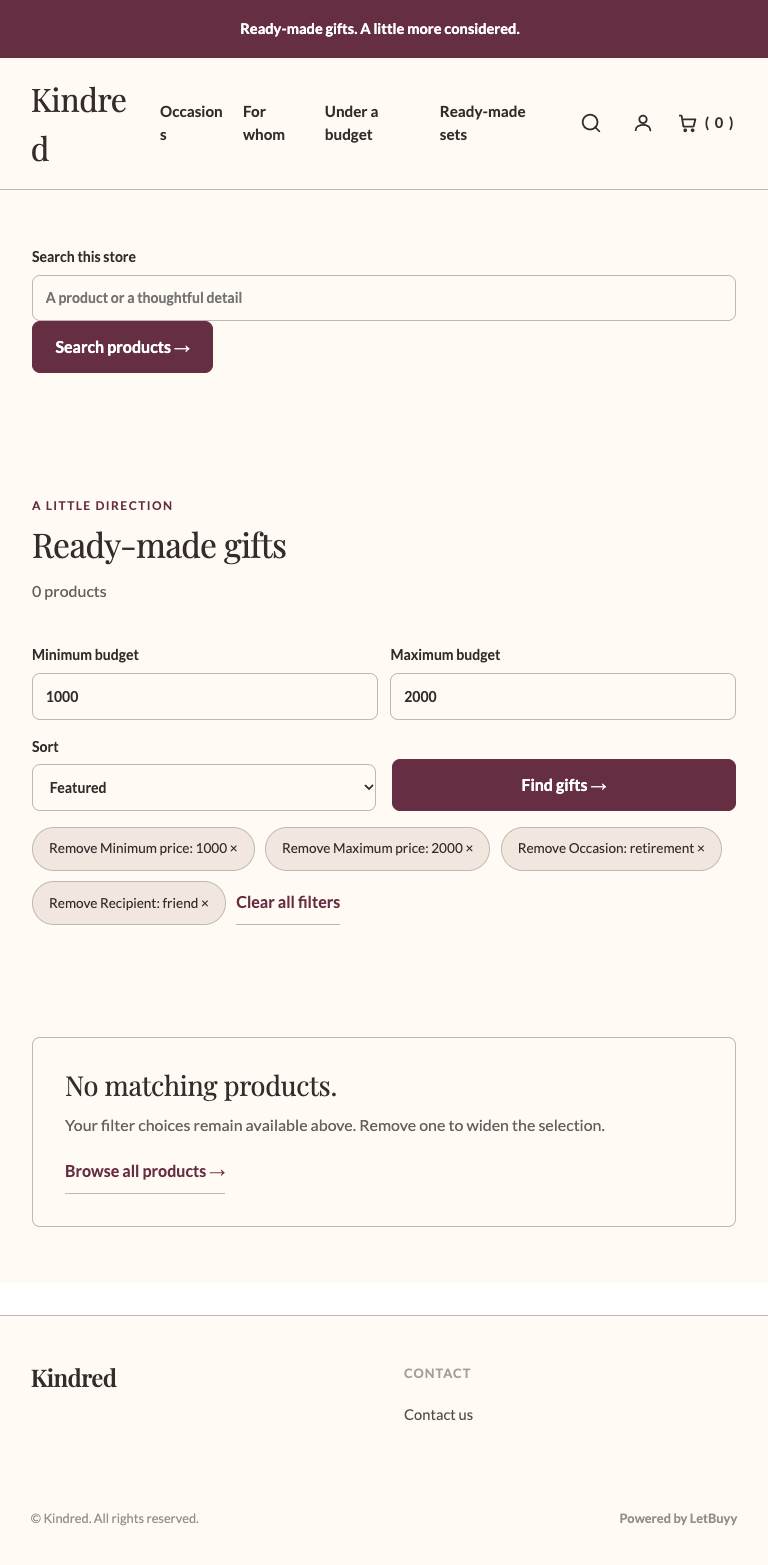 Ready-made gifts. A little more considered.
Kindre
d
Occasion
s
For
whom
Under a
budget
Ready-made
sets
( 0 )
Search this store
A product or a thoughtful detail
Search products →
A LITTLE DIRECTION
Ready-made gifts
0 products
Minimum budget
Maximum budget
1000
2000
Sort
Featured
Find gifts →
Remove Minimum price: 1000 ×
Remove Maximum price: 2000 ×
Remove Occasion: retirement ×
Remove Recipient: friend ×
Clear all filters
No matching products.
Your filter choices remain available above. Remove one to widen the selection.
Browse all products →
Kindred
CONTACT
Contact us
© Kindred. All rights reserved.
Powered by LetBuyy